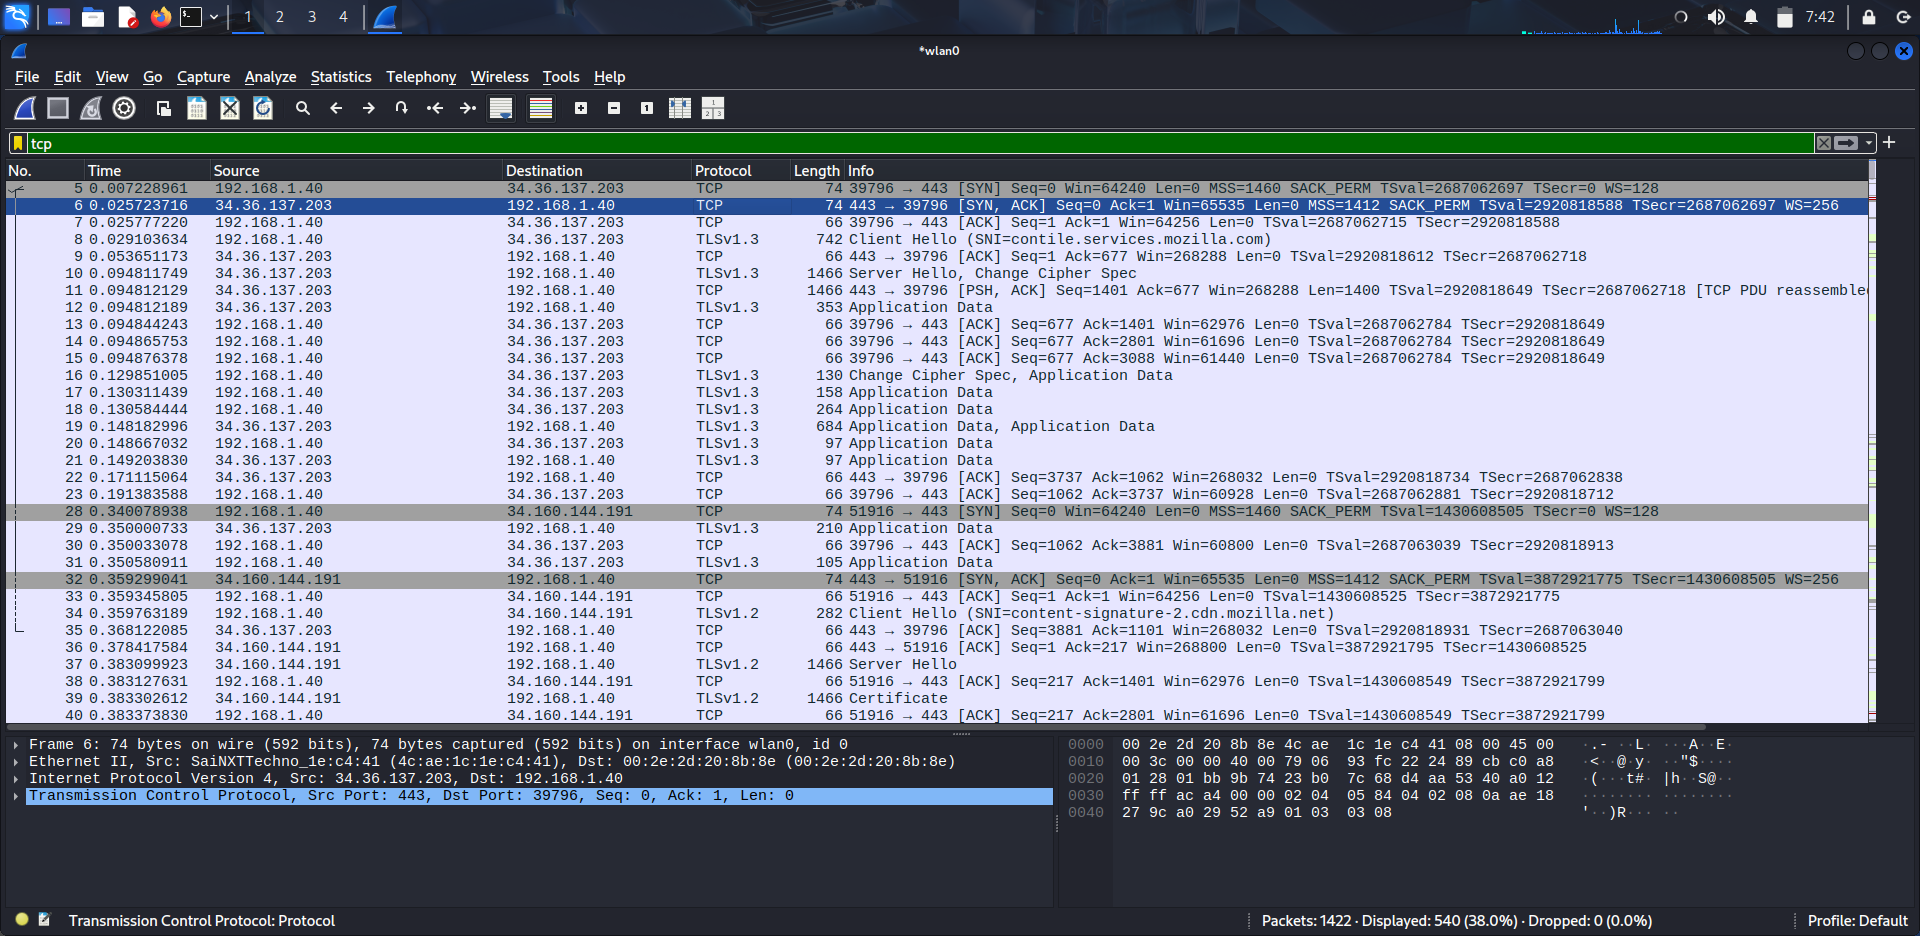 1 2 3 4 7:42
*wlan0
File Edit View Go Capture Analyze Statistics Telephony Wireless Tools Help
tcp
No. Time Source Destination Protocol Length Info
5 0.007228961 192.168.1.40 34.36.137.203 TCP 74 39796 → 443 [SYN] Seq=0 Win=64240 Len=0 MSS=1460 SACK_PERM TSval=2687062697 TSecr=0 WS=128
6 0.025723716 34.36.137.203 192.168.1.40 TCP 74 443 → 39796 [SYN, ACK] Seq=0 Ack=1 Win=65535 Len=0 MSS=1412 SACK_PERM TSval=2920818588 TSecr=2687062697 WS=256
7 0.025777220 192.168.1.40 34.36.137.203 TCP 66 39796 → 443 [ACK] Seq=1 Ack=1 Win=64256 Len=0 TSval=2687062715 TSecr=2920818588
8 0.029103634 192.168.1.40 34.36.137.203 TLSv1.3 742 Client Hello (SNI=contile.services.mozilla.com)
9 0.053651173 34.36.137.203 192.168.1.40 TCP 66 443 → 39796 [ACK] Seq=1 Ack=677 Win=268288 Len=0 TSval=2920818612 TSecr=2687062718
10 0.094811749 34.36.137.203 192.168.1.40 TLSv1.3 1466 Server Hello, Change Cipher Spec
11 0.094812129 34.36.137.203 192.168.1.40 TCP 1466 443 → 39796 [PSH, ACK] Seq=1401 Ack=677 Win=268288 Len=1400 TSval=2920818649 TSecr=2687062718 [TCP PDU reassemble
12 0.094812189 34.36.137.203 192.168.1.40 TLSv1.3 353 Application Data
13 0.094844243 192.168.1.40 34.36.137.203 TCP 66 39796 → 443 [ACK] Seq=677 Ack=1401 Win=62976 Len=0 TSval=2687062784 TSecr=2920818649
14 0.094865753 192.168.1.40 34.36.137.203 TCP 66 39796 → 443 [ACK] Seq=677 Ack=2801 Win=61696 Len=0 TSval=2687062784 TSecr=2920818649
15 0.094876378 192.168.1.40 34.36.137.203 TCP 66 39796 → 443 [ACK] Seq=677 Ack=3088 Win=61440 Len=0 TSval=2687062784 TSecr=2920818649
16 0.129851005 192.168.1.40 34.36.137.203 TLSv1.3 130 Change Cipher Spec, Application Data
17 0.130311439 192.168.1.40 34.36.137.203 TLSv1.3 158 Application Data
18 0.130584444 192.168.1.40 34.36.137.203 TLSv1.3 264 Application Data
19 0.148182996 34.36.137.203 192.168.1.40 TLSv1.3 684 Application Data, Application Data
20 0.148667032 192.168.1.40 34.36.137.203 TLSv1.3 97 Application Data
21 0.149203830 34.36.137.203 192.168.1.40 TLSv1.3 97 Application Data
22 0.171115064 34.36.137.203 192.168.1.40 TCP 66 443 → 39796 [ACK] Seq=3737 Ack=1062 Win=268032 Len=0 TSval=2920818734 TSecr=2687062838
23 0.191383588 192.168.1.40 34.36.137.203 TCP 66 39796 → 443 [ACK] Seq=1062 Ack=3737 Win=60928 Len=0 TSval=2687062881 TSecr=2920818712
28 0.340078938 192.168.1.40 34.160.144.191 TCP 74 51916 → 443 [SYN] Seq=0 Win=64240 Len=0 MSS=1460 SACK_PERM TSval=1430608505 TSecr=0 WS=128
29 0.350000733 34.36.137.203 192.168.1.40 TLSv1.3 210 Application Data
30 0.350033078 192.168.1.40 34.36.137.203 TCP 66 39796 → 443 [ACK] Seq=1062 Ack=3881 Win=60800 Len=0 TSval=2687063039 TSecr=2920818913
31 0.350580911 192.168.1.40 34.36.137.203 TLSv1.3 105 Application Data
32 0.359299041 34.160.144.191 192.168.1.40 TCP 74 443 → 51916 [SYN, ACK] Seq=0 Ack=1 Win=65535 Len=0 MSS=1412 SACK_PERM TSval=3872921775 TSecr=1430608505 WS=256
33 0.359345805 192.168.1.40 34.160.144.191 TCP 66 51916 → 443 [ACK] Seq=1 Ack=1 Win=64256 Len=0 TSval=1430608525 TSecr=3872921775
34 0.359763189 192.168.1.40 34.160.144.191 TLSv1.2 282 Client Hello (SNI=content-signature-2.cdn.mozilla.net)
35 0.368122085 34.36.137.203 192.168.1.40 TCP 66 443 → 39796 [ACK] Seq=3881 Ack=1101 Win=268032 Len=0 TSval=2920818931 TSecr=2687063040
36 0.378417584 34.160.144.191 192.168.1.40 TCP 66 443 → 51916 [ACK] Seq=1 Ack=217 Win=268800 Len=0 TSval=3872921795 TSecr=1430608525
37 0.383099923 34.160.144.191 192.168.1.40 TLSv1.2 1466 Server Hello
38 0.383127631 192.168.1.40 34.160.144.191 TCP 66 51916 → 443 [ACK] Seq=217 Ack=1401 Win=62976 Len=0 TSval=1430608549 TSecr=3872921799
39 0.383302612 34.160.144.191 192.168.1.40 TLSv1.2 1466 Certificate
40 0.383373830 192.168.1.40 34.160.144.191 TCP 66 51916 → 443 [ACK] Seq=217 Ack=2801 Win=61696 Len=0 TSval=1430608549 TSecr=3872921799
Frame 6: 74 bytes on wire (592 bits), 74 bytes captured (592 bits) on interface wlan0, id 0
Ethernet II, Src: SaiNXTTechno_1e:c4:41 (4c:ae:1c:1e:c4:41), Dst: 00:2e:2d:20:8b:8e (00:2e:2d:20:8b:8e)
Internet Protocol Version 4, Src: 34.36.137.203, Dst: 192.168.1.40
Transmission Control Protocol, Src Port: 443, Dst Port: 39796, Seq: 0, Ack: 1, Len: 0
0000 00 2e 2d 20 8b 8e 4c ae 1c 1e c4 41 08 00 45 00 ·.- ··L· ···A··E·
0010 00 3c 00 00 40 00 79 06 93 fc 22 24 89 cb c0 a8 ·<··@·y· ··"$····
0020 01 28 01 bb 9b 74 23 b0 7c 68 d4 aa 53 40 a0 12 ·(···t#· |h··S@··
0030 ff ff ac a4 00 00 02 04 05 84 04 02 08 0a ae 18 ········ ········
0040 27 9c a0 29 52 a9 01 03 03 08 '··)R··· ··
Transmission Control Protocol: Protocol
Packets: 1422 · Displayed: 540 (38.0%) · Dropped: 0 (0.0%)
Profile: Default